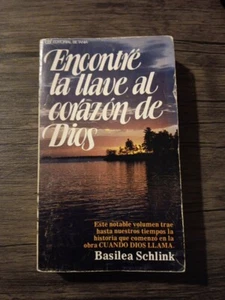 Encontré
la llave al
corazón de
Dios
Este notable volumen trae
hasta nuestros tiempos la
historia que comenzó en la
obra CUANDO DIOS LLAMA.
Basilea Schlink